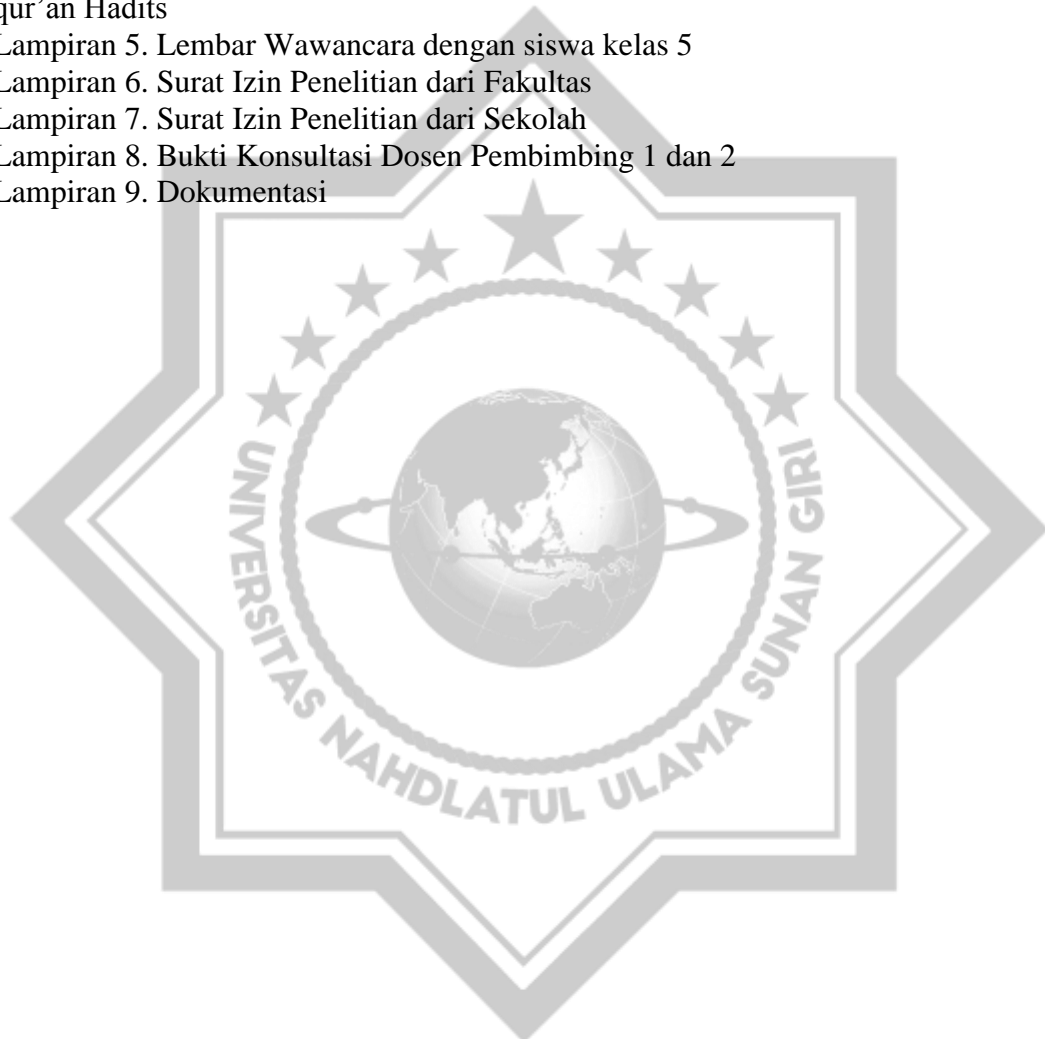 qur’an Hadits
Lampiran 5. Lembar Wawancara dengan siswa kelas 5
Lampiran 6. Surat Izin Penelitian dari Fakultas
Lampiran 7. Surat Izin Penelitian dari Sekolah
Lampiran 8. Bukti Konsultasi Dosen Pembimbing 1 dan 2
Lampiran 9. Dokumentasi
UNIVERSITAS NAHDLATUL ULAMA SUNAN GIRI